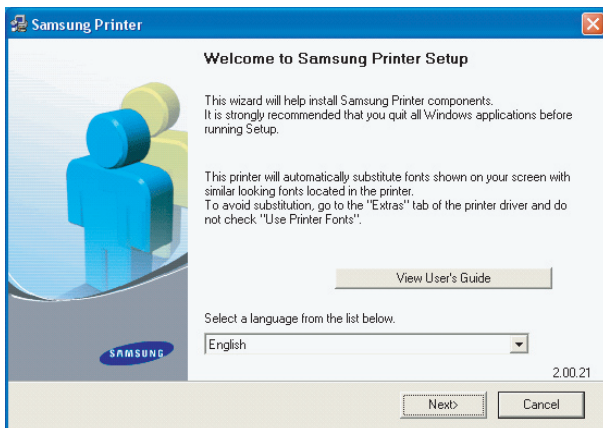 Samsung Printer
Welcome to Samsung Printer Setup
This wizard will help install Samsung Printer components.
It is strongly recommended that you quit all Windows applications before
running Setup.
This printer will automatically substitute fonts shown on your screen with
similar looking fonts located in the printer.
To avoid substitution, go to the "Extras" tab of the printer driver and do
not check "Use Printer Fonts".
View User's Guide
Select a language from the list below.
English
SAMSUNG
2.00.21
Next>
Cancel